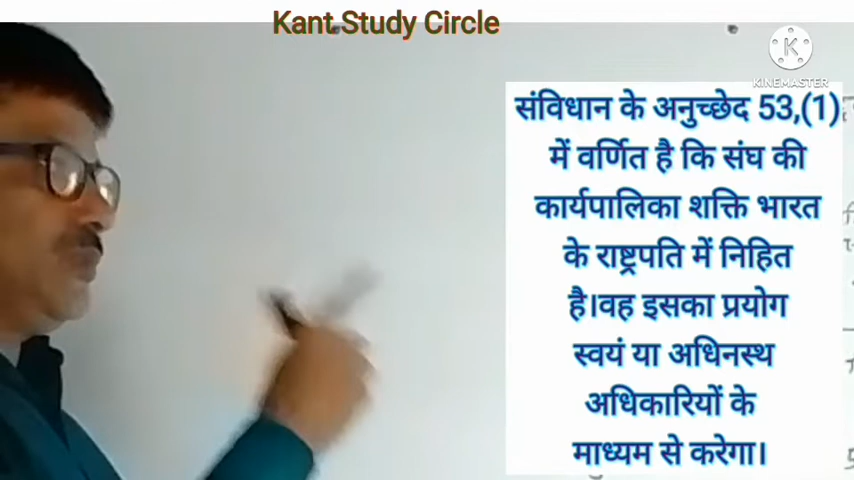 Kant Study Circle
KINEMASTER
संविधान के अनुच्छेद 53,(1)
में वर्णित है कि संघ की
कार्यपालिका शक्ति भारत
के राष्ट्रपति में निहित
है।वह इसका प्रयोग
स्वयं या अधिनस्थ
अधिकारियों के
माध्यम से करेगा।